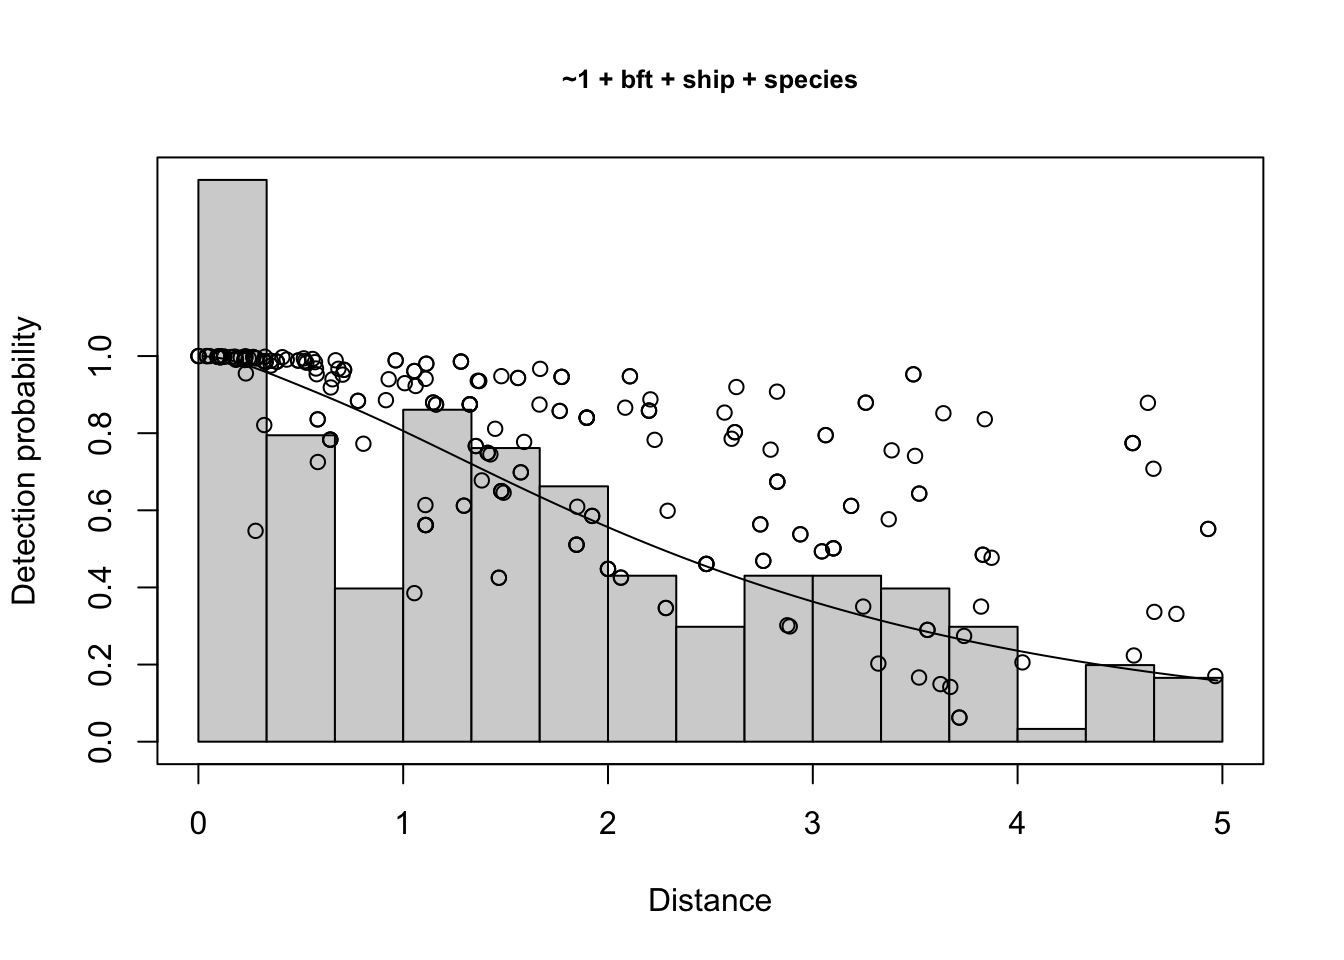 ~1 + bft + ship + species
Detection probability
1.0
0.8
0.6
0.4
0.2
0.0
0 1 2 3 4 5
Distance